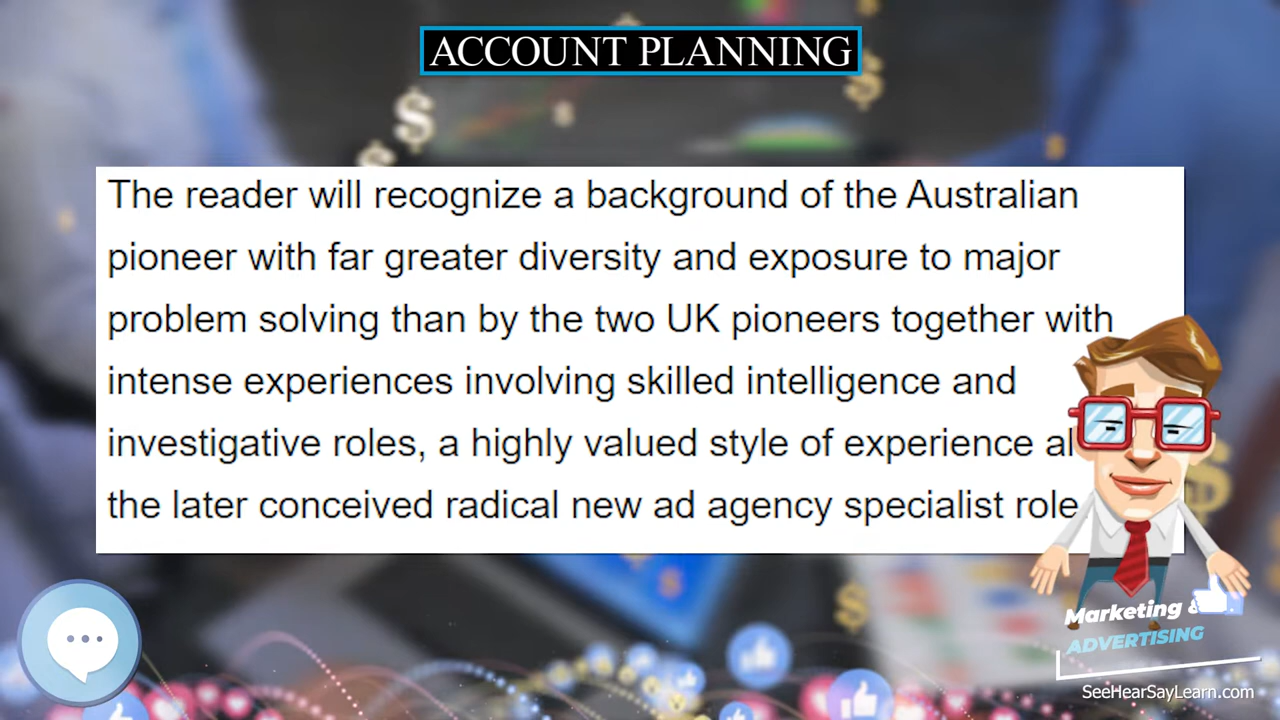 ACCOUNT PLANNING
The reader will recognize a background of the Australian
pioneer with far greater diversity and exposure to major
problem solving than by the two UK pioneers together with
intense experiences involving skilled intelligence and
investigative roles, a highly valued style of experience
the later conceived radical new ad agency specialist role
Marketing &
ADVERTISING
SeeHearSayLearn.com